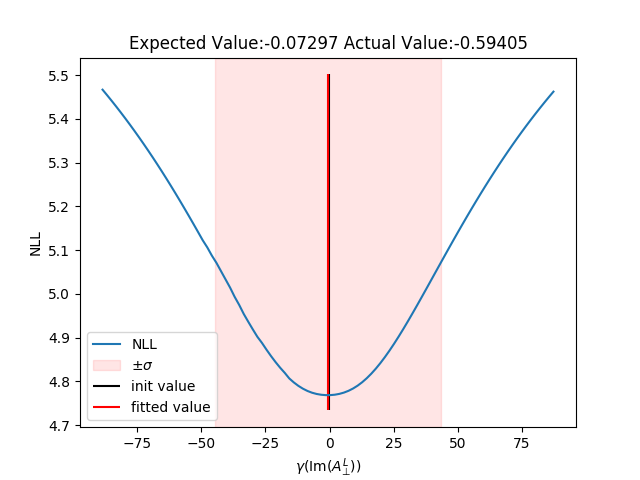 Expected Value:-0.07297 Actual Value:-0.59405
NLL
5.5
5.4
5.3
5.2
5.1
5.0
4.9
4.8
4.7
NLL
±σ
init value
fitted value
−75 −50 −25 0 25 50 75
γ(Im(A_⊥^L))